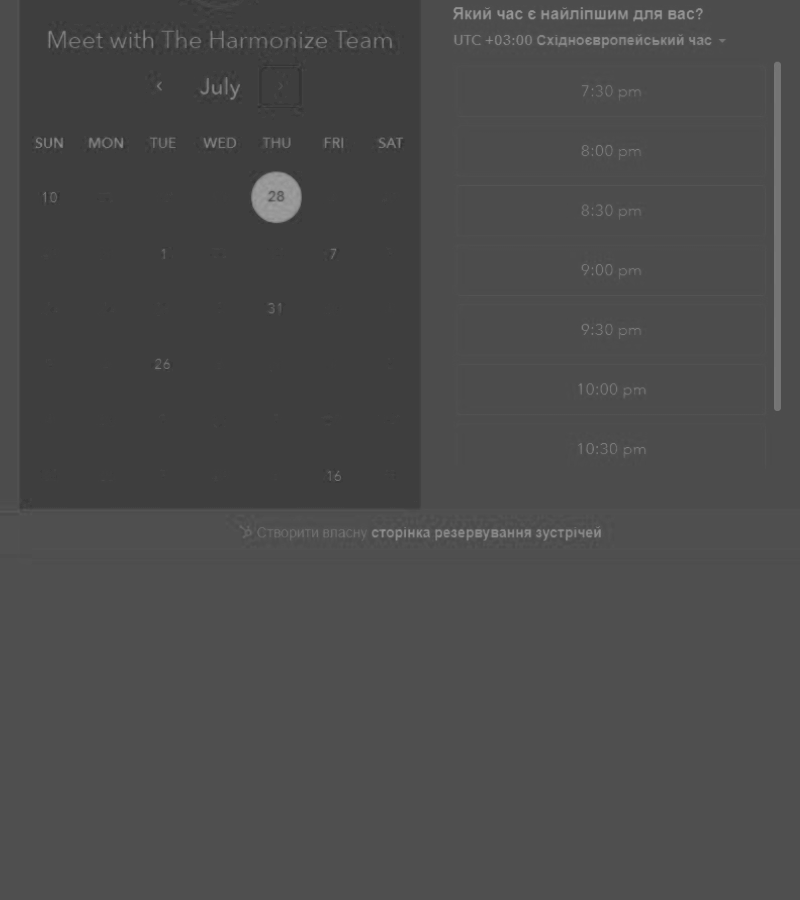 Meet with The Harmonize Team
July
SUN MON TUE WED THU FRI SAT
10 28
1 7
31
26
16
Який час є найліпшим для вас?
UTC +03:00 Східноєвропейський час
7:30 pm
8:00 pm
8:30 pm
9:00 pm
9:30 pm
10:00 pm
10:30 pm
Створити власну сторінка резервування зустрічей